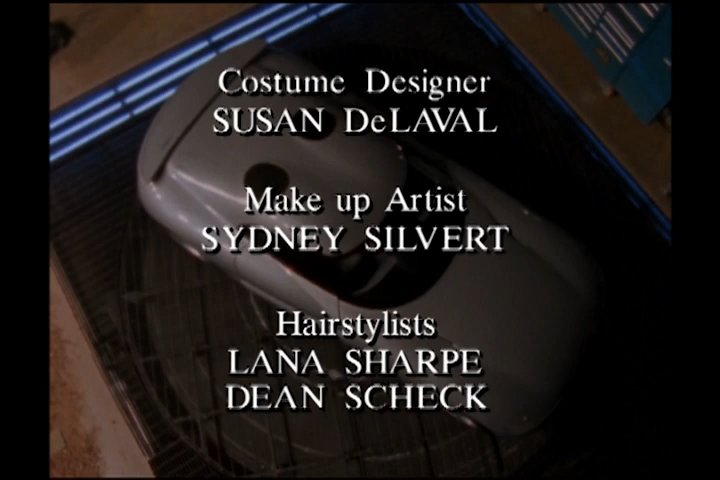 Costume Designer
SUSAN DeLAVAL
Make up Artist
SYDNEY SILVERT
Hairstylists
LANA SHARPE
DEAN SCHECK